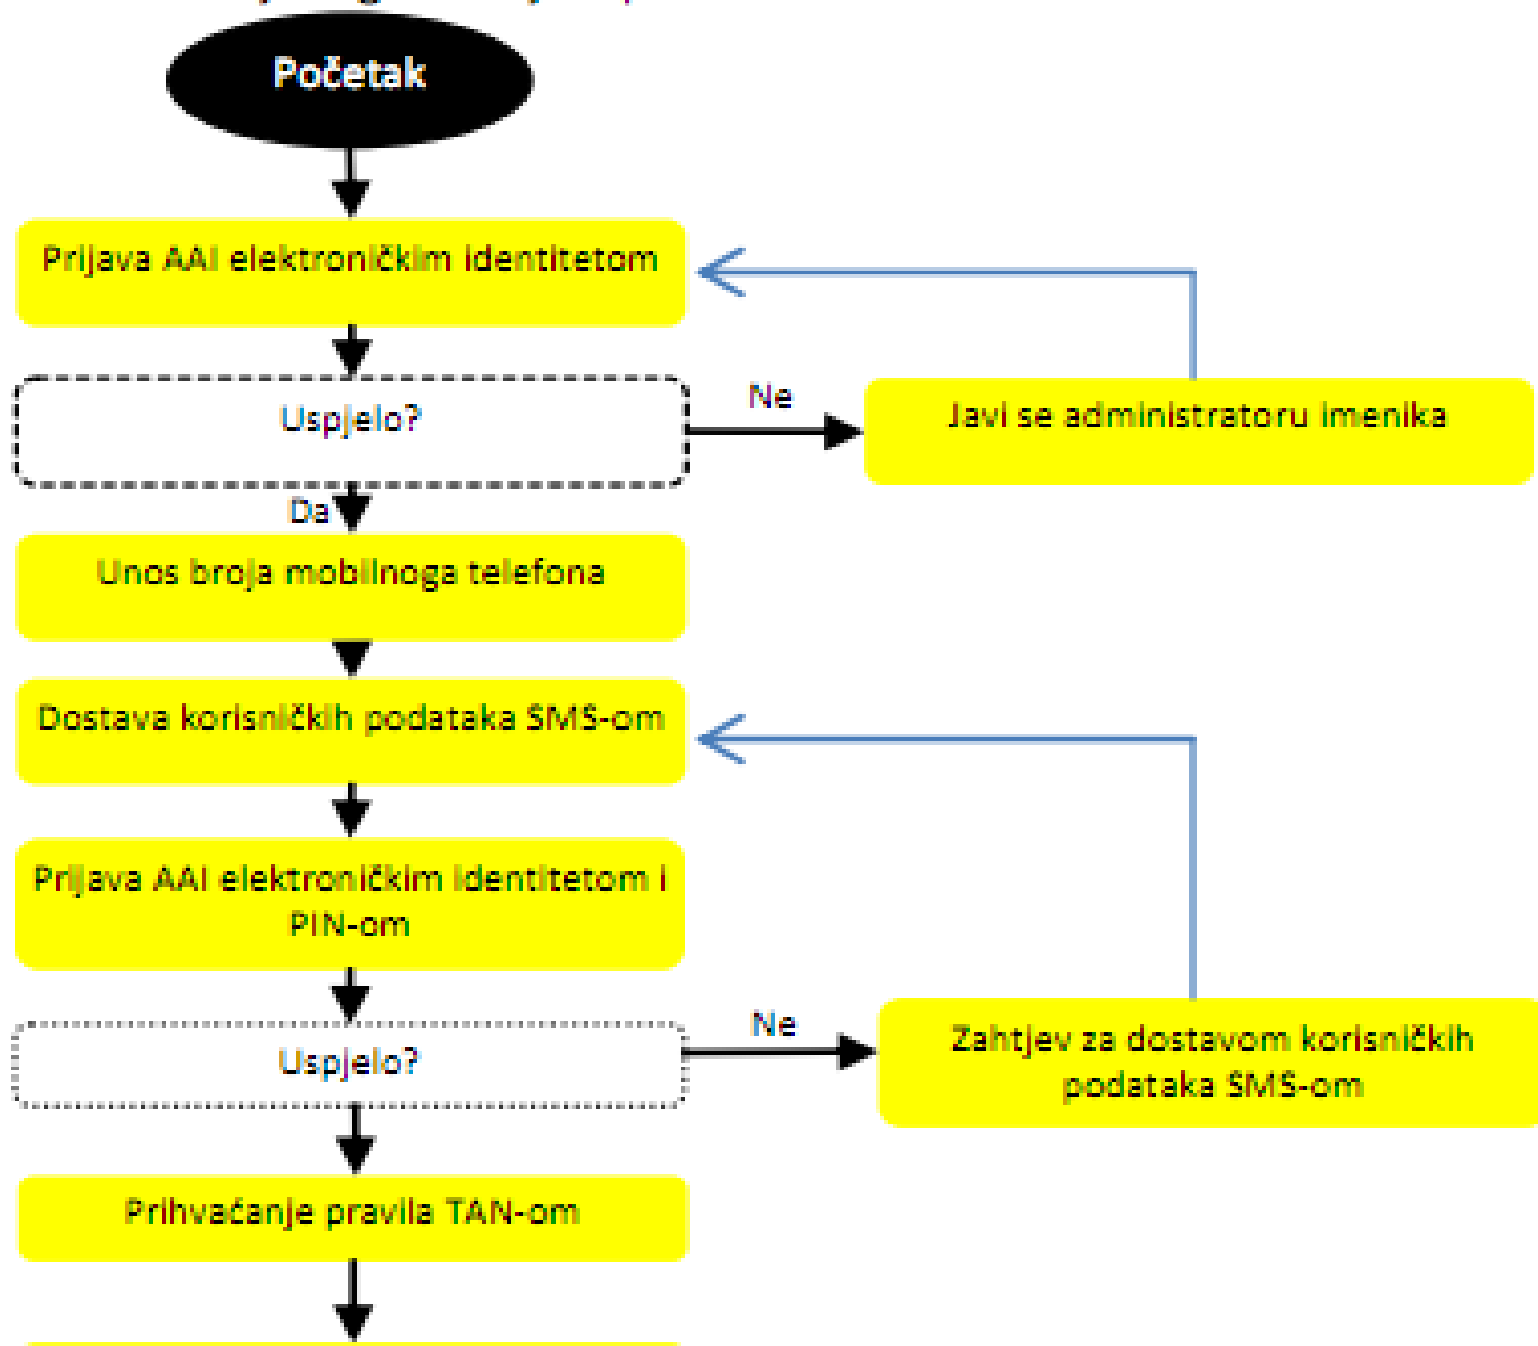 Početak
Prijava AAI elektroničkim identitetom
Uspjelo?
Ne
Javi se administratoru imenika
Da
Unos broja mobilnoga telefona
Dostava korisničkih podataka SMS-om
Prijava AAI elektroničkim identitetom i
PIN-om
Uspjelo?
Ne
Zahtjev za dostavom korisničkih
podataka SMS-om
Prihvaćanje pravila TAN-om